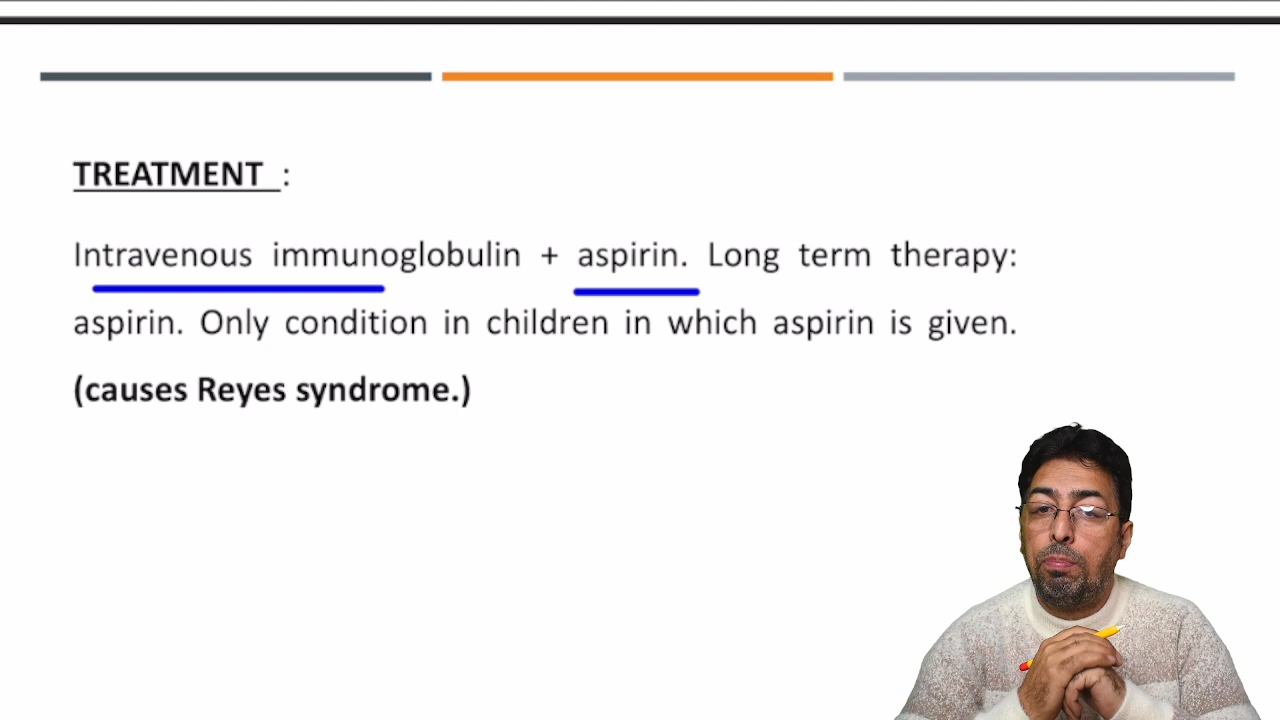 TREATMENT :
Intravenous immunoglobulin + aspirin. Long term therapy:
aspirin. Only condition in children in which aspirin is given.
(causes Reyes syndrome.)